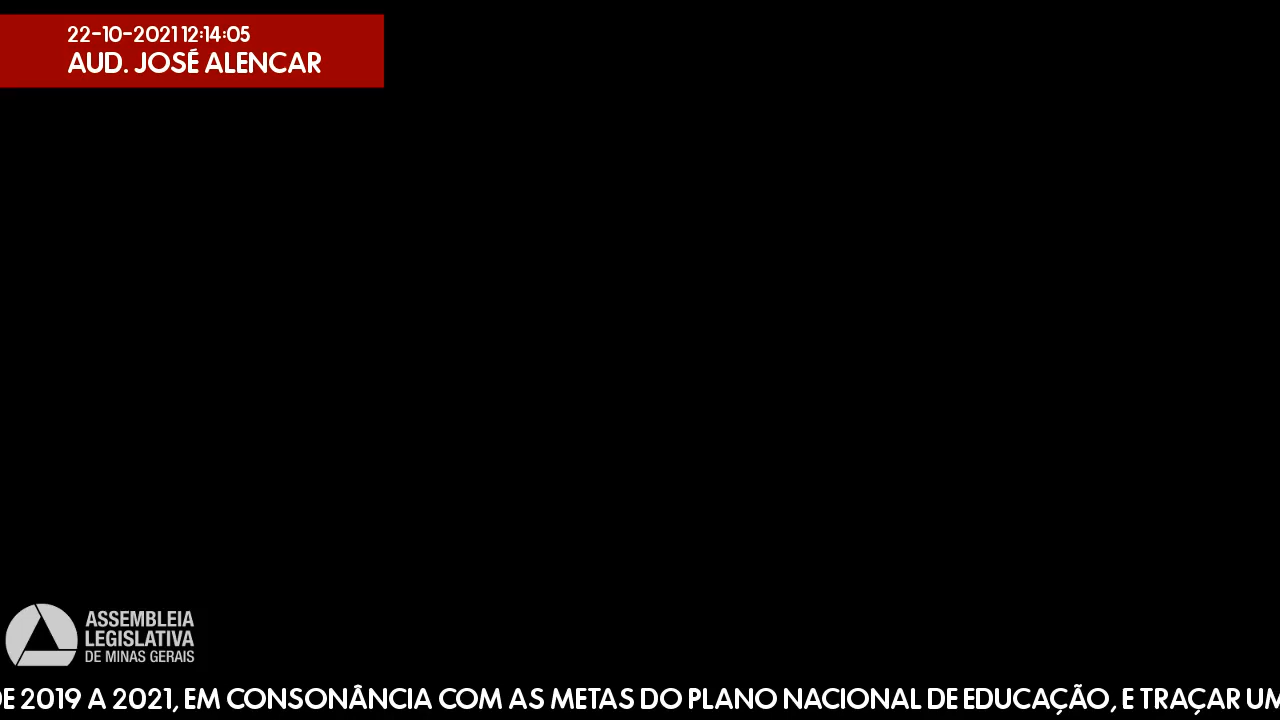 22-10-2021 12:14:05
AUD. JOSÉ ALENCAR
ASSEMBLEIA
LEGISLATIVA
DE MINAS GERAIS
DE 2019 A 2021, EM CONSONÂNCIA COM AS METAS DO PLANO NACIONAL DE EDUCAÇÃO, E TRAÇAR UM